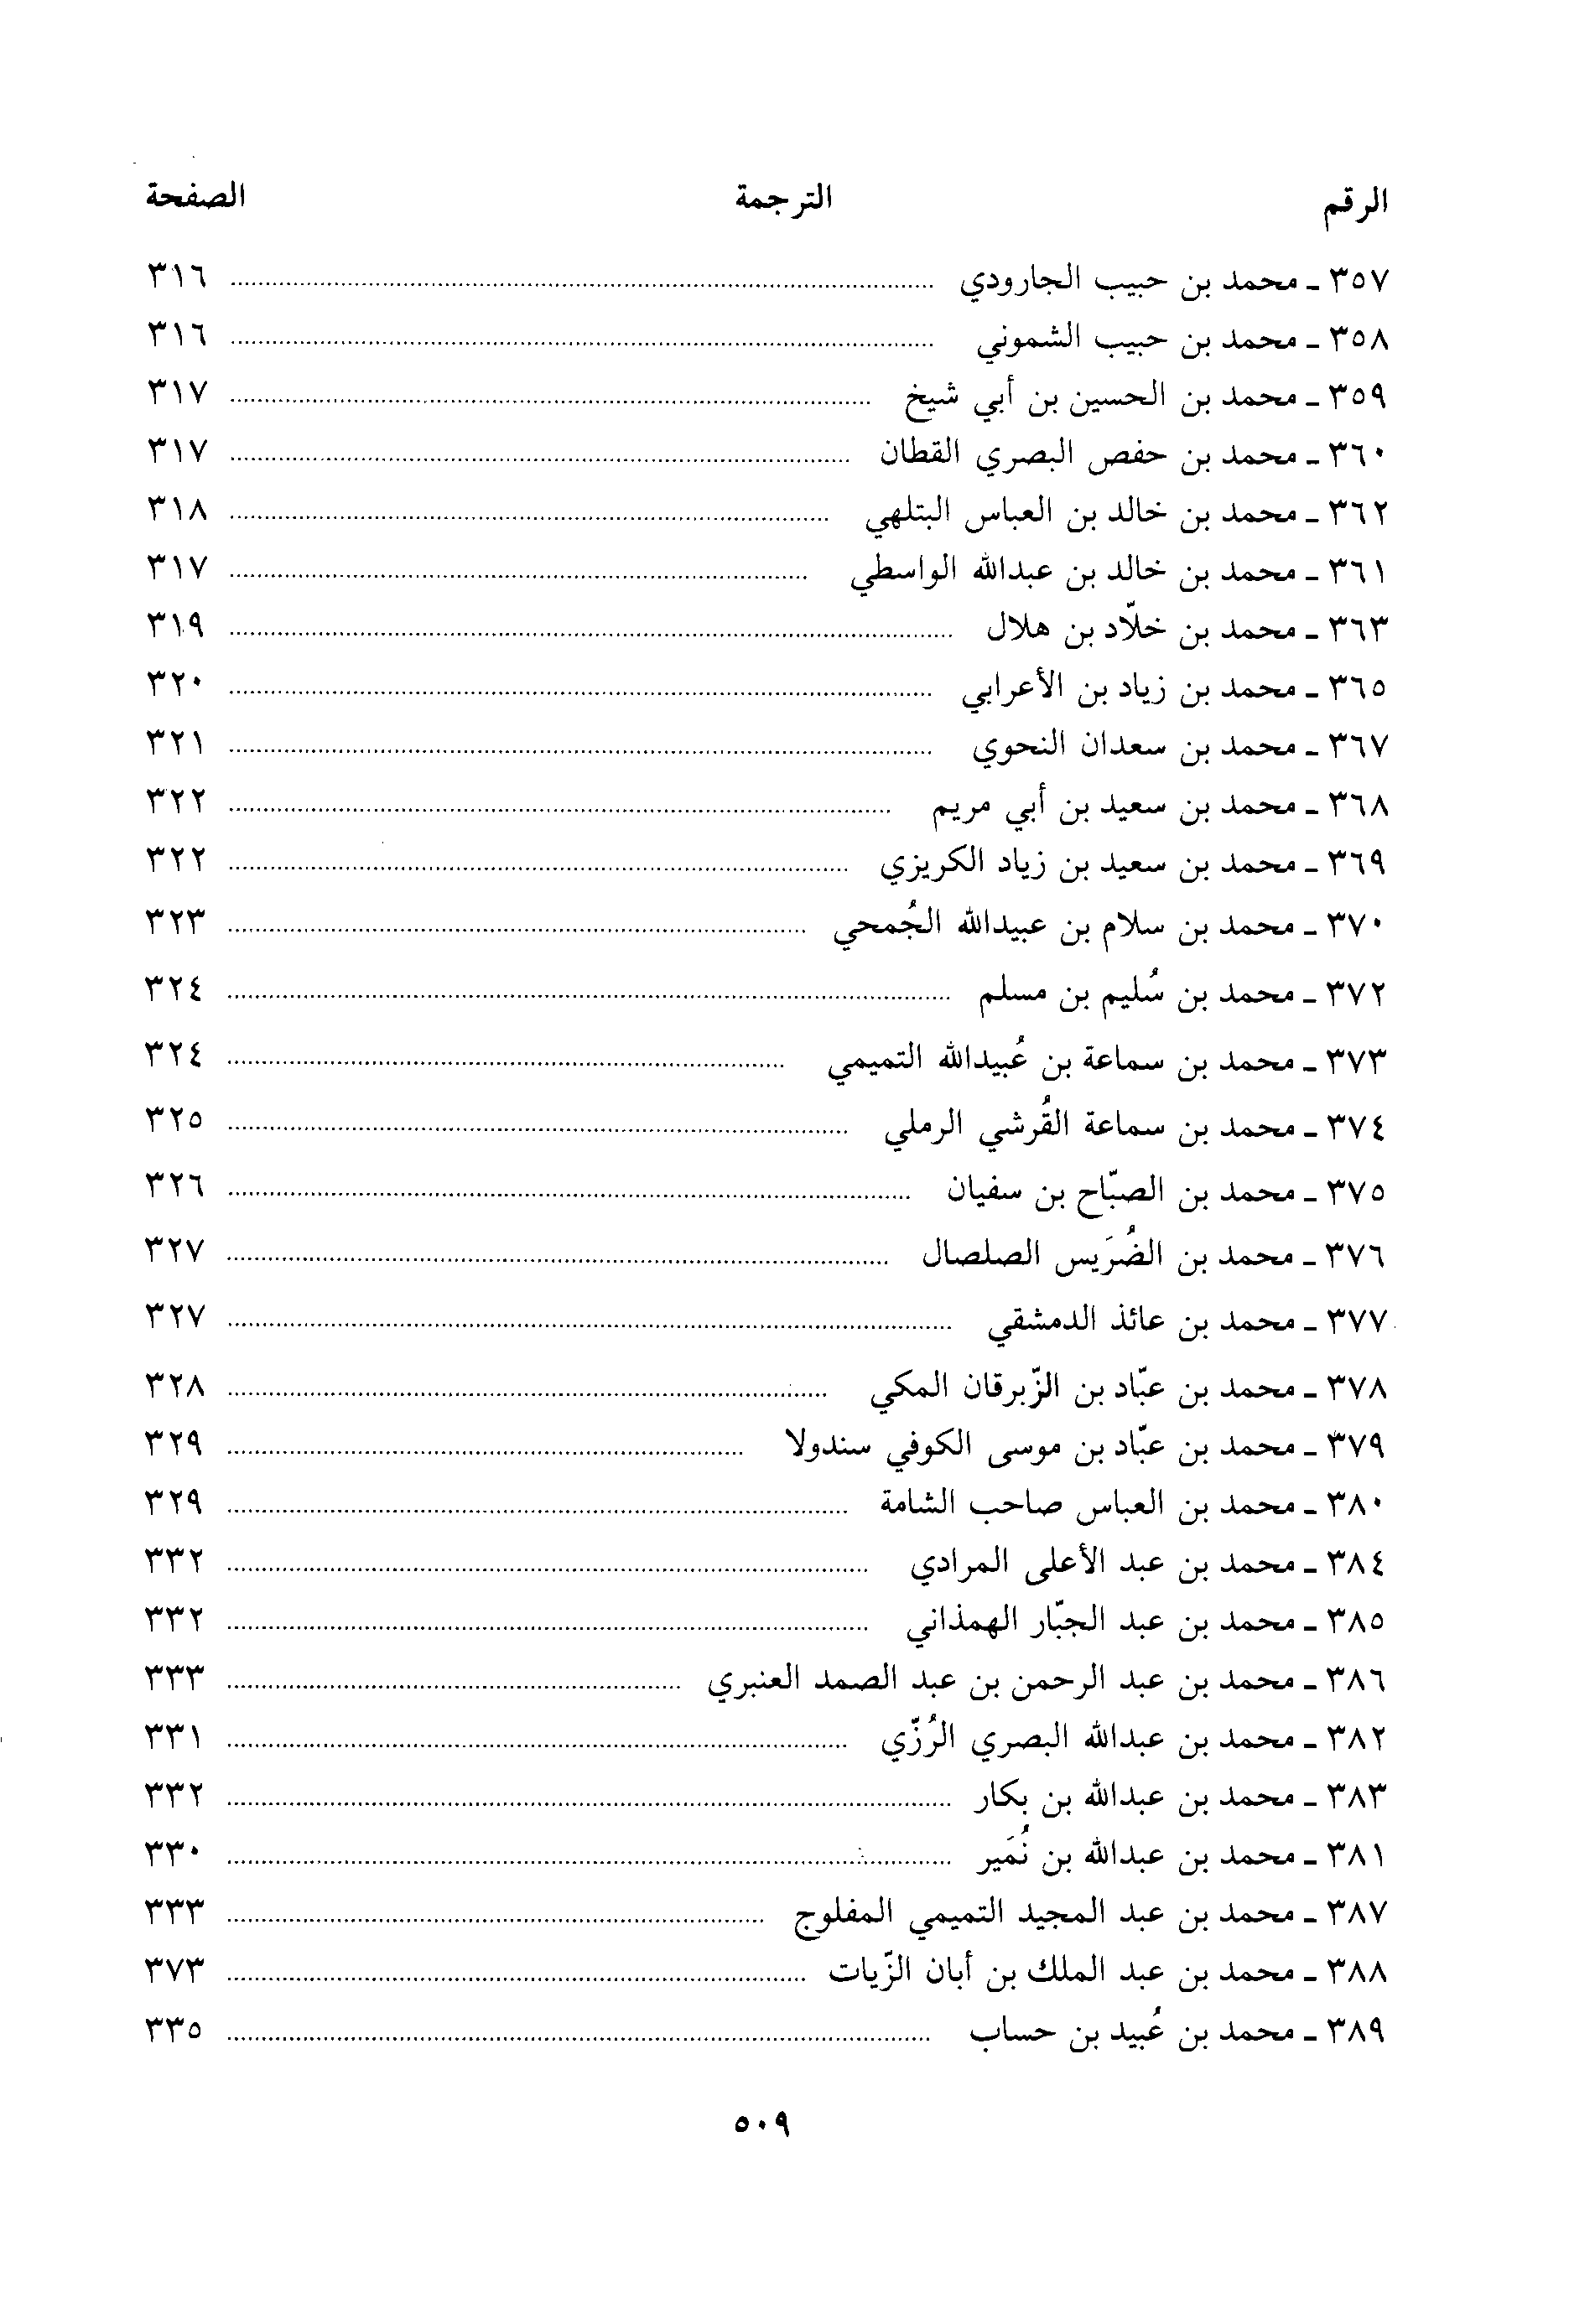 الرقم الترجمة الصفحة
٣٥٧ ـ محمد بن حبيب الجارودي ........ ٣١٦
٣٥٨ ـ محمد بن حبيب الشموني ........ ٣١٦
٣٥٩ ـ محمد بن الحسين بن أبي شيخ ........ ٣١٧
٣٦٠ ـ محمد بن حفص البصري القطان ........ ٣١٧
٣٦٢ ـ محمد بن خالد بن العباس البتلهي ........ ٣١٨
٣٦١ ـ محمد بن خالد بن عبدالله الواسطي ........ ٣١٧
٣٦٣ ـ محمد بن خلّاد بن هلال ........ ٣١٩
٣٦٥ ـ محمد بن زياد بن الأعرابي ........ ٣٢٠
٣٦٧ ـ محمد بن سعدان النحوي ........ ٣٢١
٣٦٨ ـ محمد بن سعيد بن أبي مريم ........ ٣٢٢
٣٦٩ ـ محمد بن سعيد بن زياد الكريزي ........ ٣٢٢
٣٧٠ ـ محمد بن سلام بن عبيدالله الجُمحي ........ ٣٢٣
٣٧٢ ـ محمد بن سُليم بن مسلم ........ ٣٢٤
٣٧٣ ـ محمد بن سماعة بن عُبيدالله التميمي ........ ٣٢٤
٣٧٤ ـ محمد بن سماعة القُرشي الرملي ........ ٣٢٥
٣٧٥ ـ محمد بن الصبّاح بن سفيان ........ ٣٢٦
٣٧٦ ـ محمد بن الضُرَيس الصلصال ........ ٣٢٧
٣٧٧ ـ محمد بن عائذ الدمشقي ........ ٣٢٧
٣٧٨ ـ محمد بن عبّاد بن الزّبرقان المكي ........ ٣٢٨
٣٧٩ ـ محمد بن عبّاد بن موسى الكوفي سندولا ........ ٣٢٩
٣٨٠ ـ محمد بن العباس صاحب الشامة ........ ٣٢٩
٣٨٤ ـ محمد بن عبد الأعلى المرادي ........ ٣٣٢
٣٨٥ ـ محمد بن عبد الجبّار الهمذاني ........ ٣٣٢
٣٨٦ ـ محمد بن عبد الرحمن بن عبد الصمد العنبري ........ ٣٣٣
٣٨٢ ـ محمد بن عبدالله البصري الرُزّي ........ ٣٣١
٣٨٣ ـ محمد بن عبدالله بن بكار ........ ٣٣٢
٣٨١ ـ محمد بن عبدالله بن نُمَير ........ ٣٣٠
٣٨٧ ـ محمد بن عبد المجيد التميمي المفلوج ........ ٣٣٣
٣٨٨ ـ محمد بن عبد الملك بن أبان الزّيات ........ ٣٧٣
٣٨٩ ـ محمد بن عُبيد بن حساب ........ ٣٣٥
٥٠٩